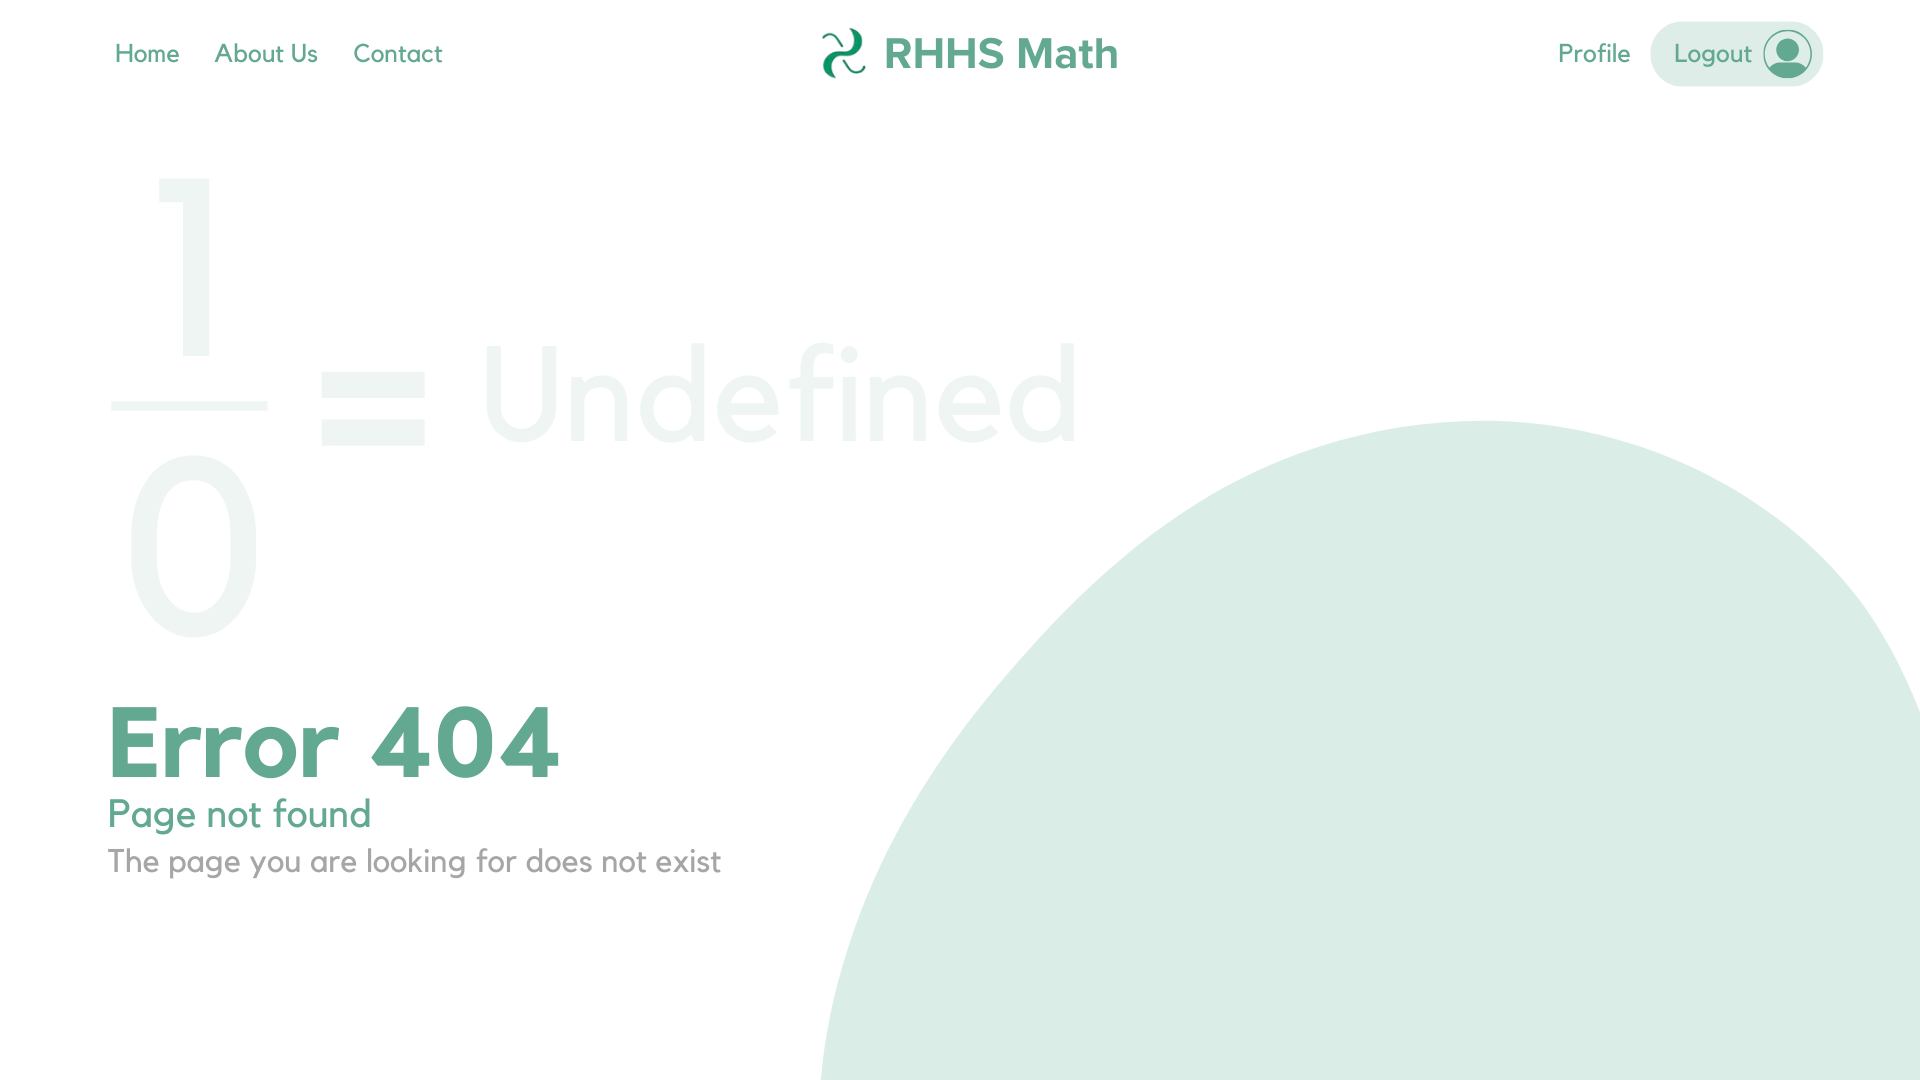 Home About Us Contact RHHS Math Profile Logout
1
= Undefined
0
Error 404
Page not found
The page you are looking for does not exist